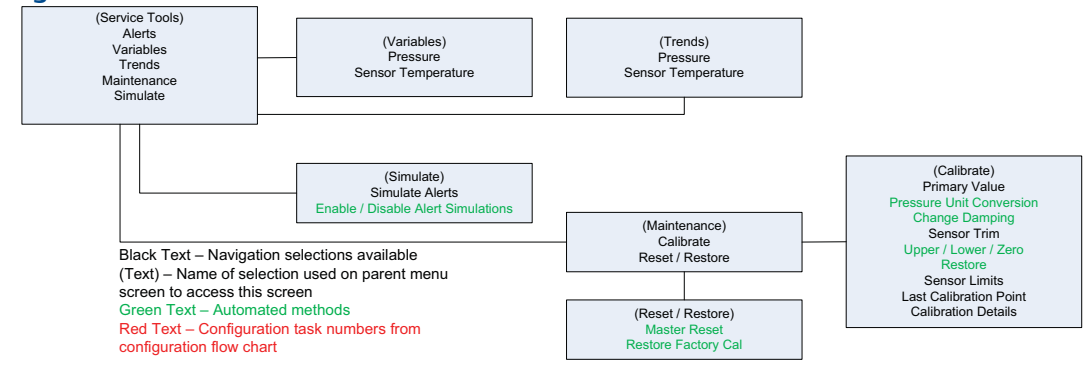 (Service Tools)
Alerts
Variables
Trends
Maintenance
Simulate
(Variables)
Pressure
Sensor Temperature
(Trends)
Pressure
Sensor Temperature
(Simulate)
Simulate Alerts
Enable / Disable Alert Simulations
(Maintenance)
Calibrate
Reset / Restore
(Calibrate)
Primary Value
Pressure Unit Conversion
Change Damping
Sensor Trim
Upper / Lower / Zero
Restore
Sensor Limits
Last Calibration Point
Calibration Details
(Reset / Restore)
Master Reset
Restore Factory Cal
Black Text – Navigation selections available
(Text) – Name of selection used on parent menu
screen to access this screen
Green Text – Automated methods
Red Text – Configuration task numbers from
configuration flow chart